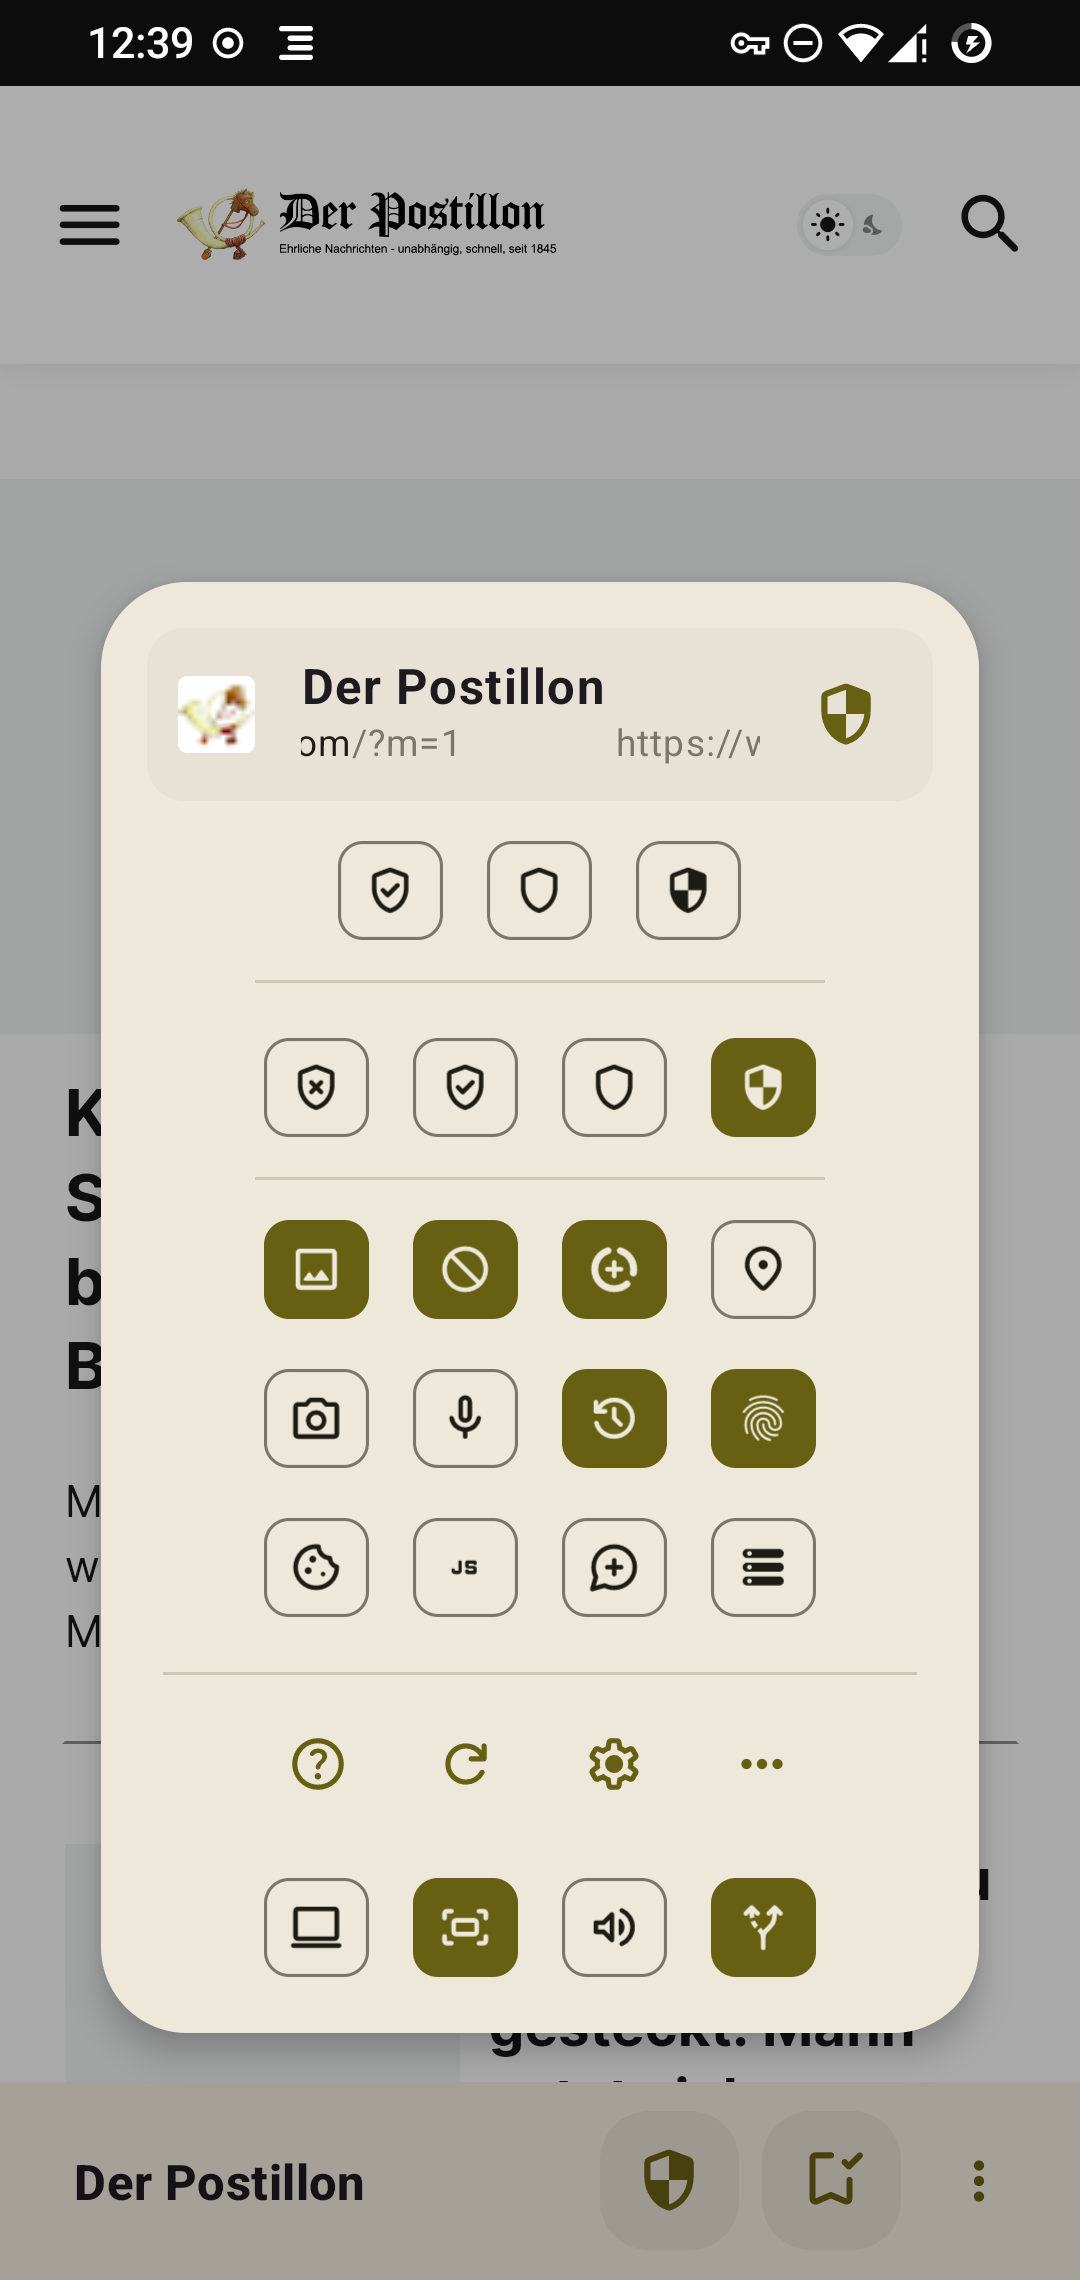 12:39
Der Postillon
Ehrliche Nachrichten - unabhängig, schnell, seit 1845
Der Postillon
om/?m=1 https://w
K
S
b
B
M
w
M
JS
u
gesteckt: Mann
Der Postillon